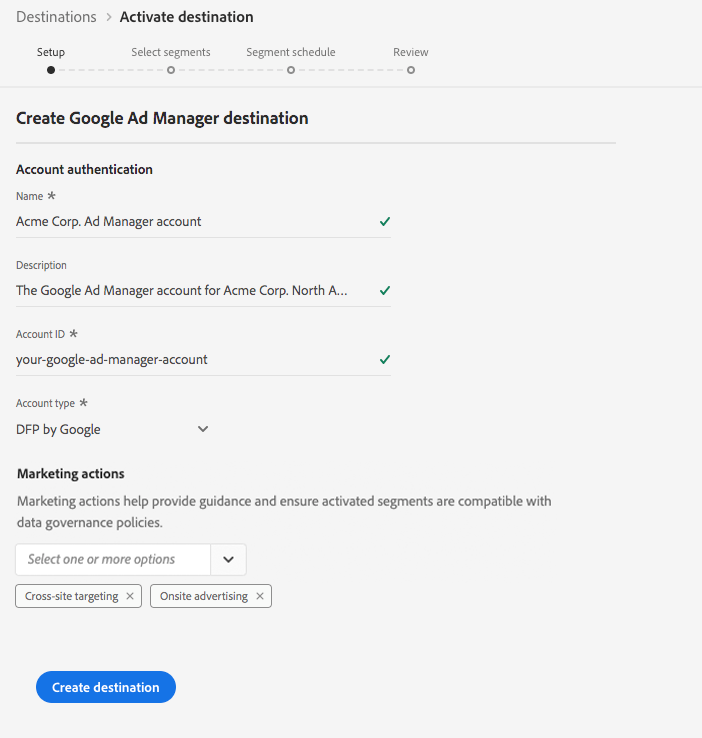 Destinations > Activate destination
Setup Select segments Segment schedule Review
Create Google Ad Manager destination
Account authentication
Name *
Acme Corp. Ad Manager account
Description
The Google Ad Manager account for Acme Corp. North A...
Account ID *
your-google-ad-manager-account
Account type *
DFP by Google
Marketing actions
Marketing actions help provide guidance and ensure activated segments are compatible with
data governance policies.
Select one or more options
Cross-site targeting × Onsite advertising ×
Create destination